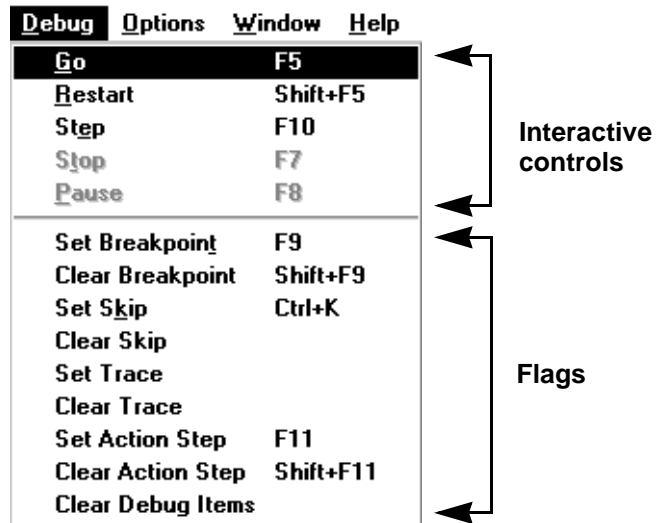 Debug Options Window Help
Go F5
Restart Shift+F5
Step F10
Stop F7
Pause F8
Interactive
controls
Set Breakpoint F9
Clear Breakpoint Shift+F9
Set Skip Ctrl+K
Clear Skip
Set Trace
Clear Trace
Set Action Step F11
Clear Action Step Shift+F11
Clear Debug Items
Flags